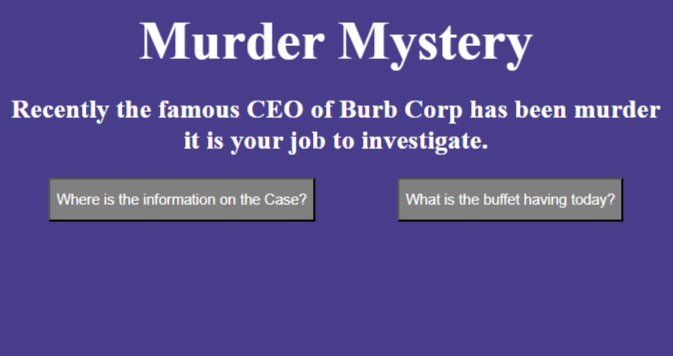 Murder Mystery
Recently the famous CEO of Burb Corp has been murder
it is your job to investigate.
Where is the information on the Case?
What is the buffet having today?